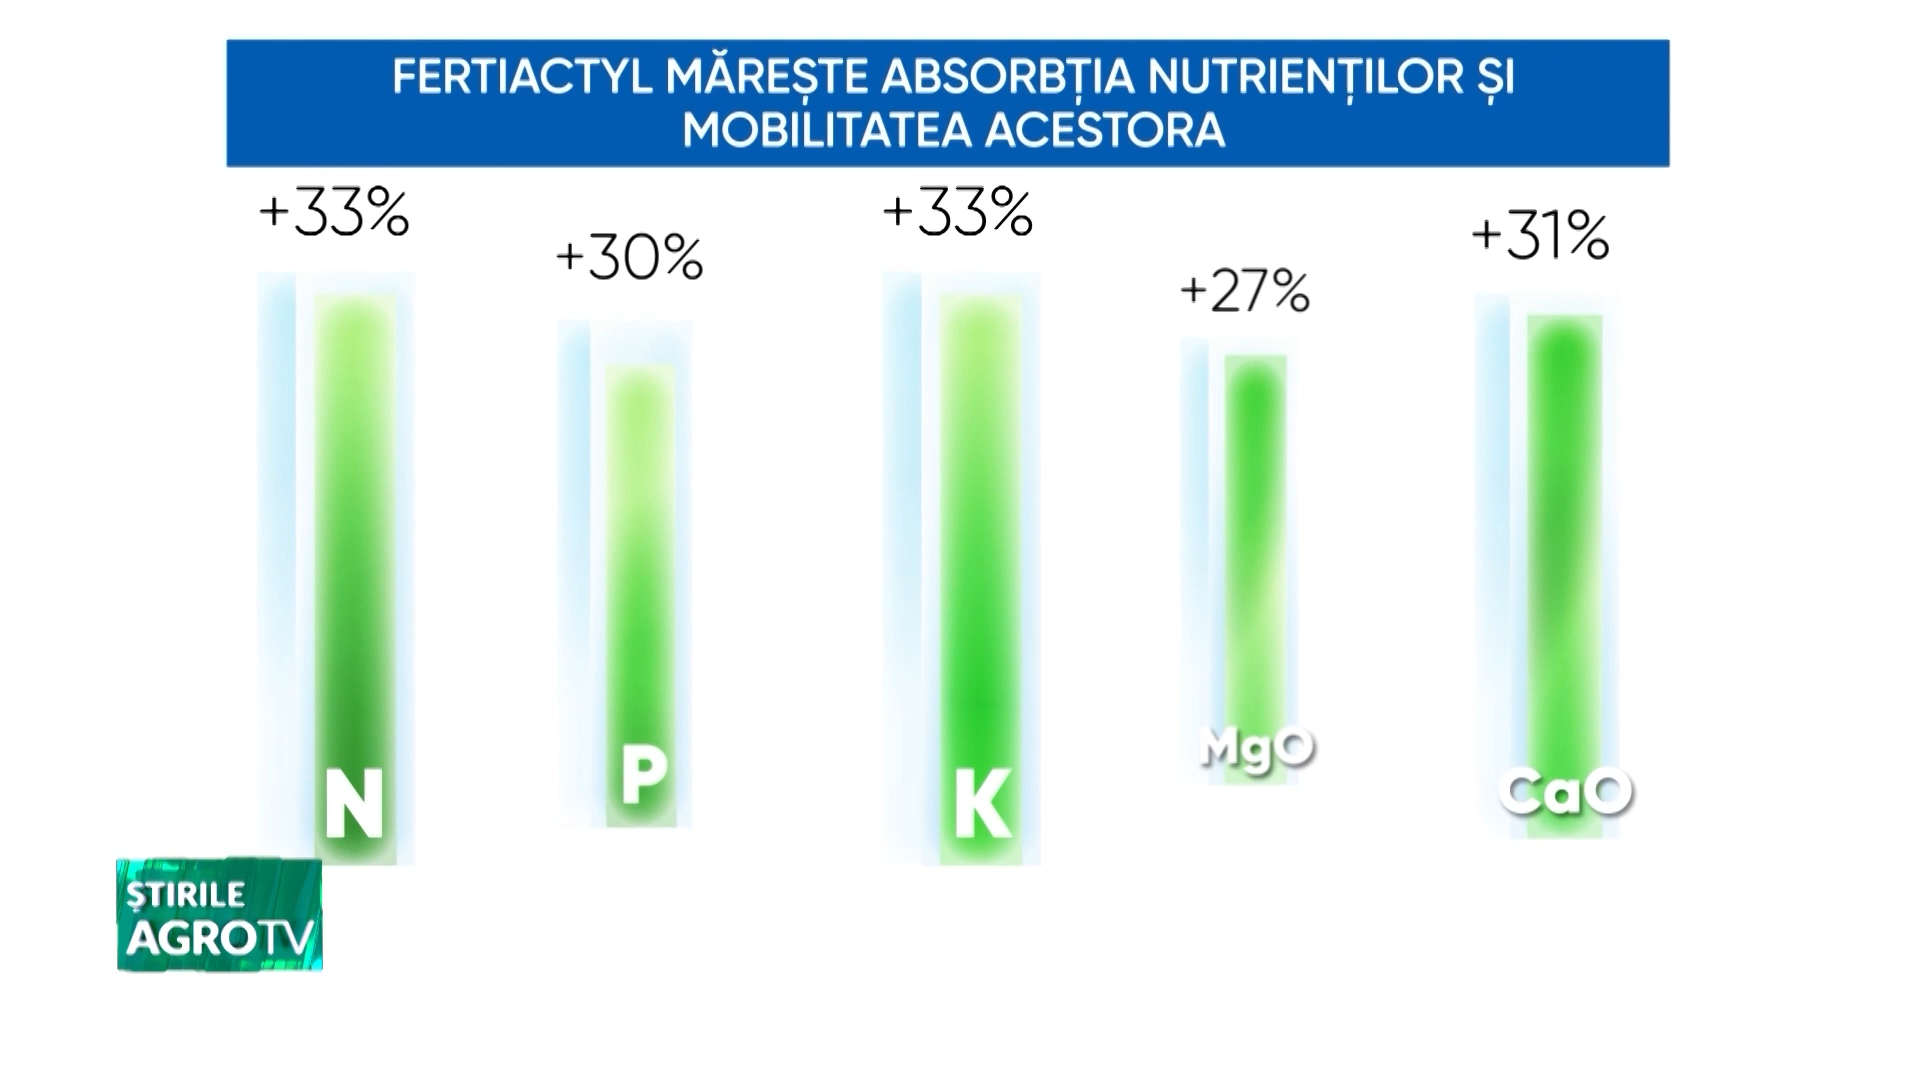 FERTIACTYL MĂREȘTE ABSORBȚIA NUTRIENȚILOR ȘI
MOBILITATEA ACESTORA
+33%
+30%
+33%
+27%
+31%
N
P
K
MgO
CaO
ȘTIRILE
AGROTV